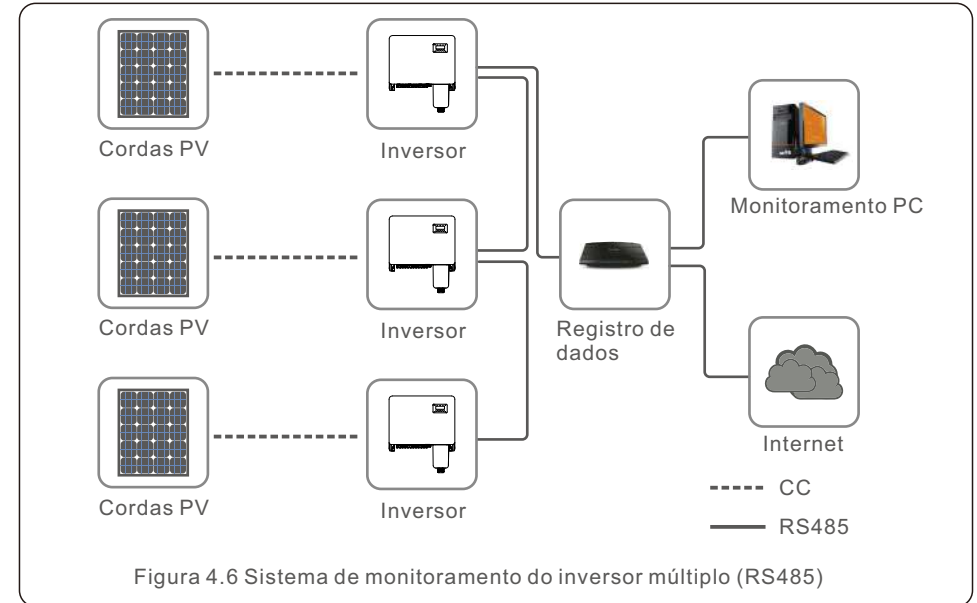 Cordas PV
Inversor
Monitoramento PC
Cordas PV
Inversor
Registro de
dados
Internet
Cordas PV
Inversor
CC
RS485
Figura 4.6 Sistema de monitoramento do inversor múltiplo (RS485)